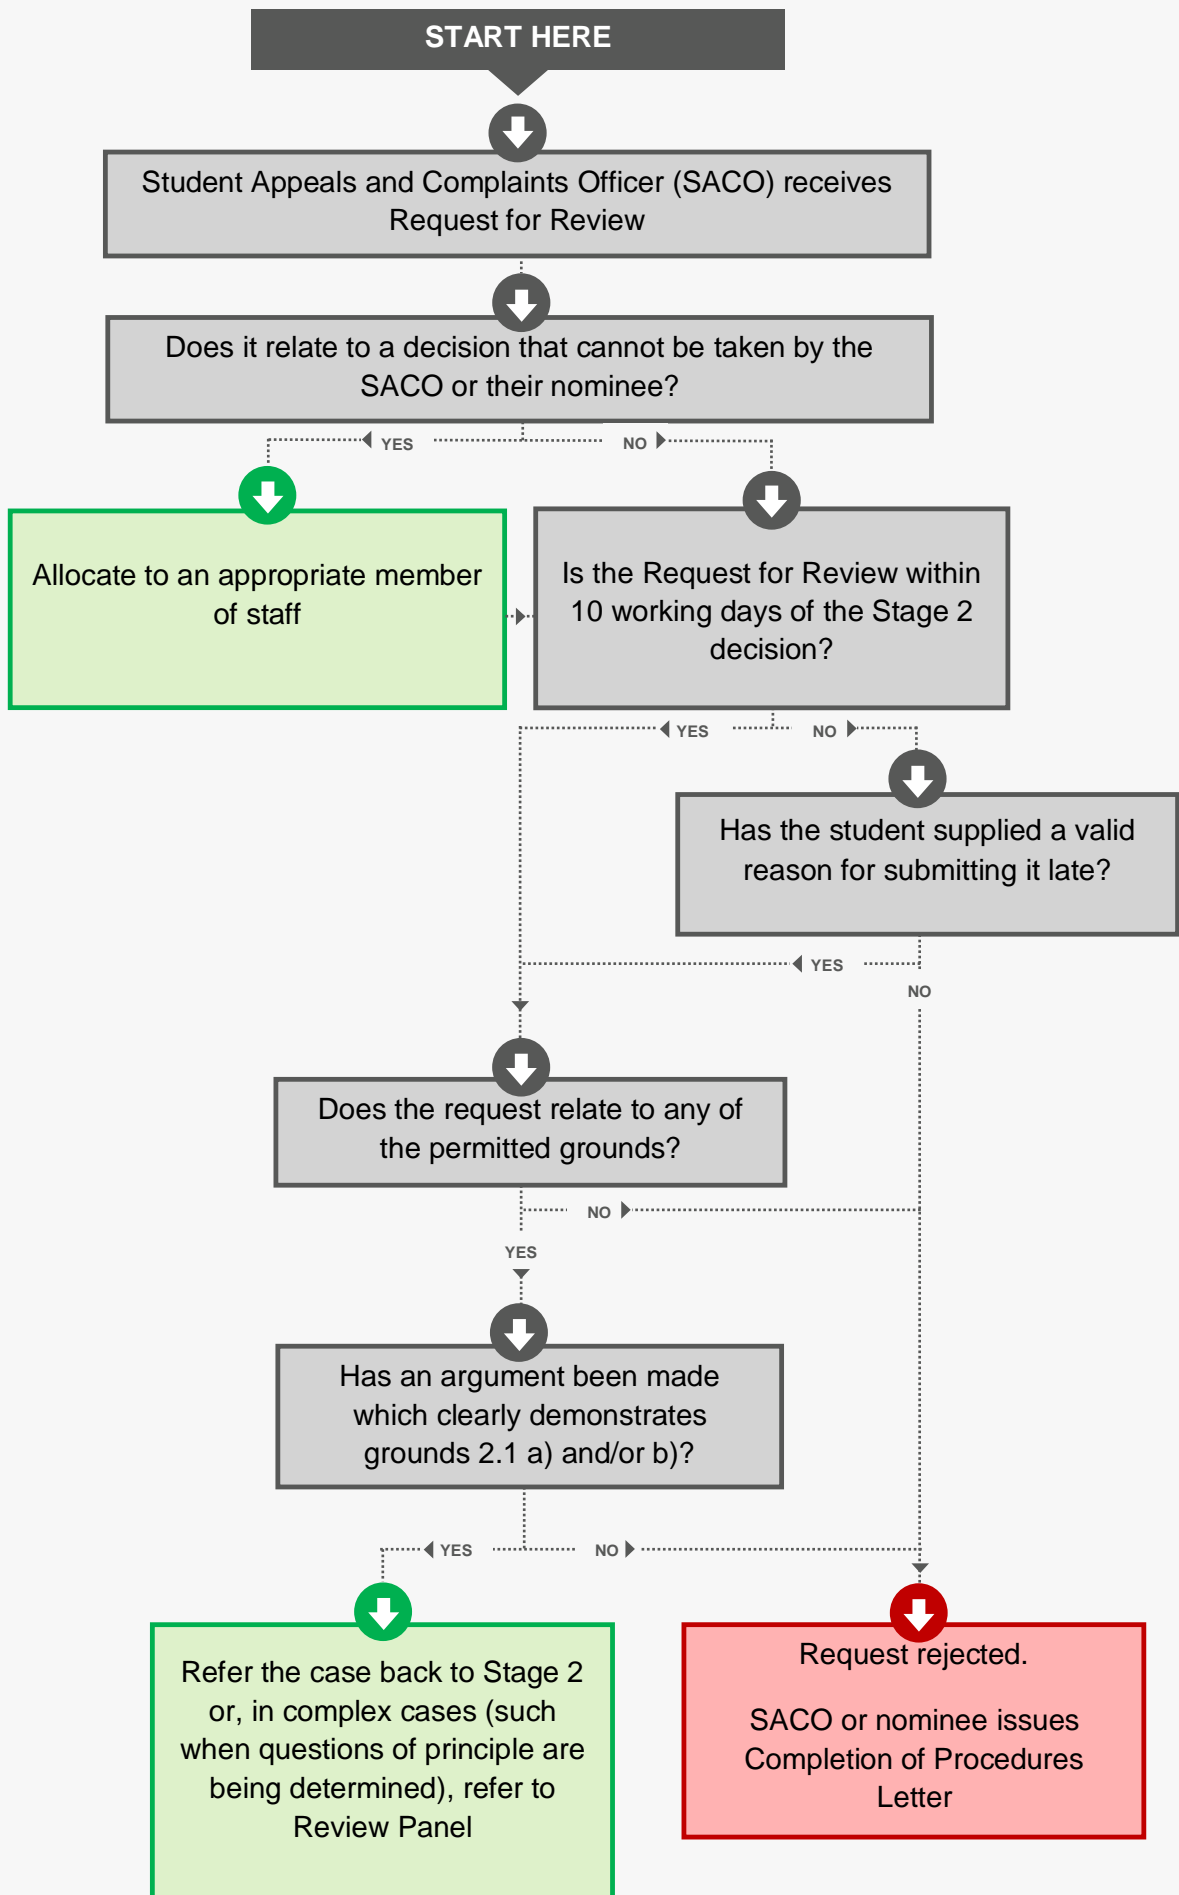 START HERE
Student Appeals and Complaints Officer (SACO) receives
Request for Review
Does it relate to a decision that cannot be taken by the
SACO or their nominee?
YES
NO
Allocate to an appropriate member
of staff
Is the Request for Review within
10 working days of the Stage 2
decision?
YES
NO
Has the student supplied a valid
reason for submitting it late?
YES
NO
Does the request relate to any of
the permitted grounds?
NO
YES
Has an argument been made
which clearly demonstrates
grounds 2.1 a) and/or b)?
YES
NO
Refer the case back to Stage 2
or, in complex cases (such
when questions of principle are
being determined), refer to
Review Panel
Request rejected.
SACO or nominee issues
Completion of Procedures
Letter